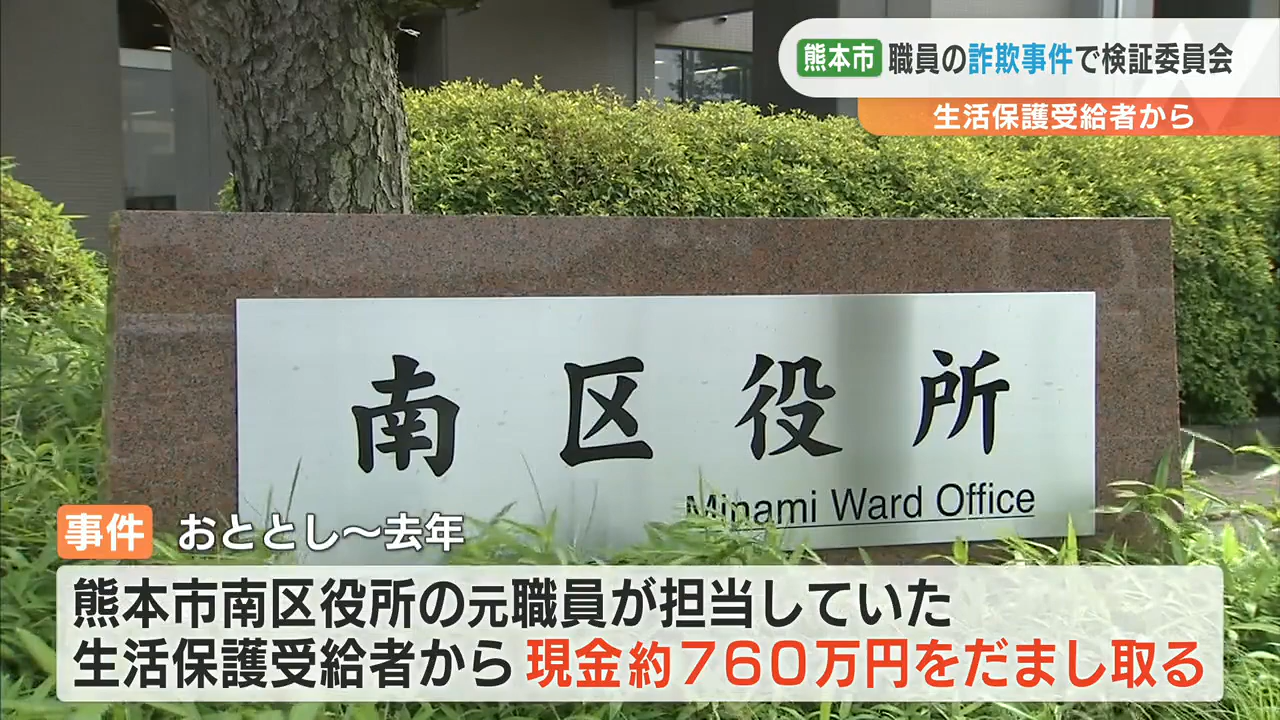 熊本市 職員の詐欺事件で検証委員会
生活保護受給者から
南区役所
Minami Ward Office
事件 おととし～去年
熊本市南区役所の元職員が担当していた
生活保護受給者から 現金約760万円をだまし取る